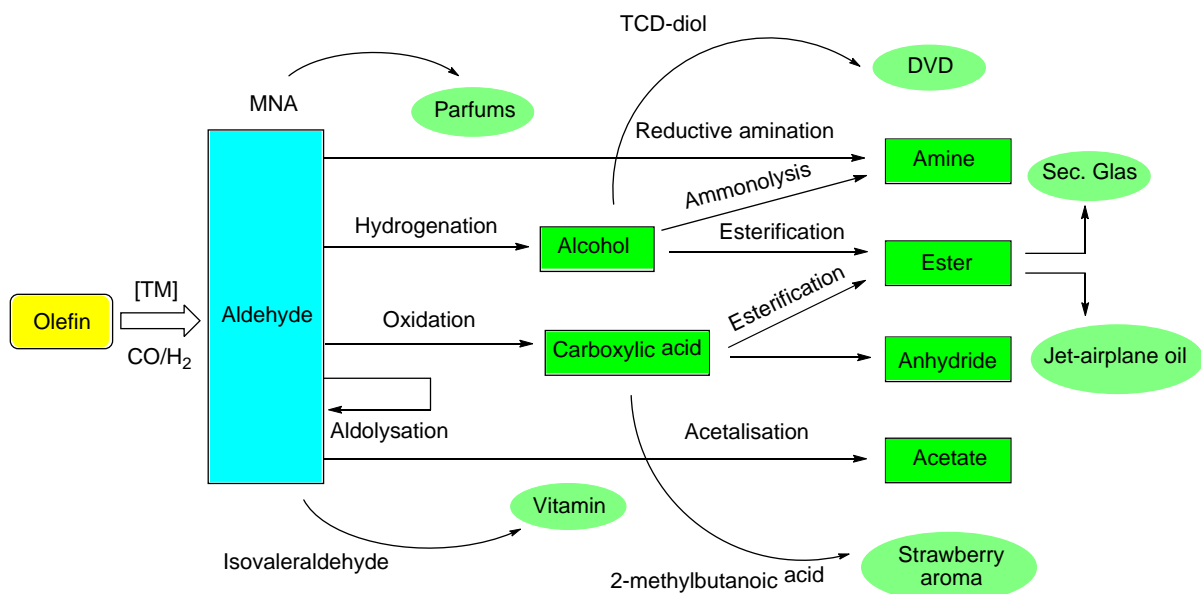 TCD-diol
DVD
MNA
Parfums
Reductive amination
Amine
Ammonolysis
Sec. Glas
Hydrogenation
Alcohol
Esterification
Ester
Olefin
[TM]
CO/H2
Aldehyde
Oxidation
Carboxylic acid
Esterification
Anhydride
Jet-airplane oil
Aldolysation
Acetalisation
Acetate
Vitamin
Isovaleraldehyde
2-methylbutanoic acid
Strawberry
aroma